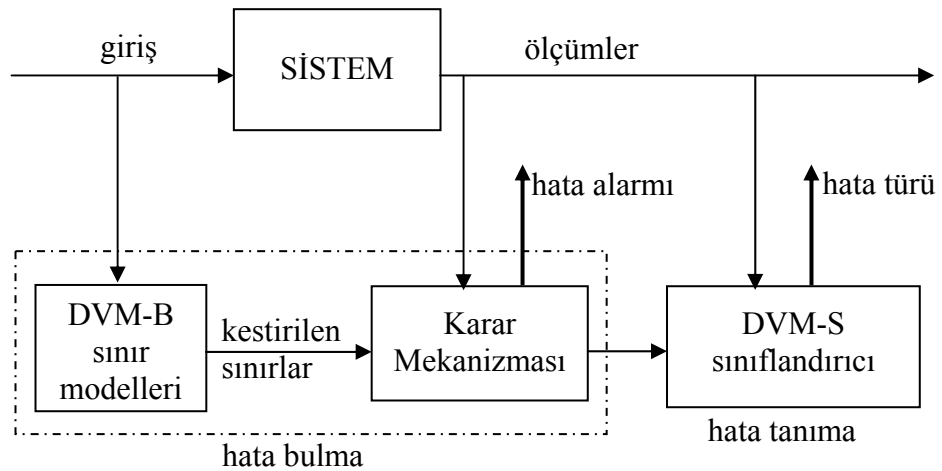 giriş
SİSTEM
ölçümler
hata alarmı
hata türü
DVM-B
sınır
modelleri
kestirilen
sınırlar
Karar
Mekanizması
DVM-S
sınıflandırıcı
hata bulma
hata tanıma